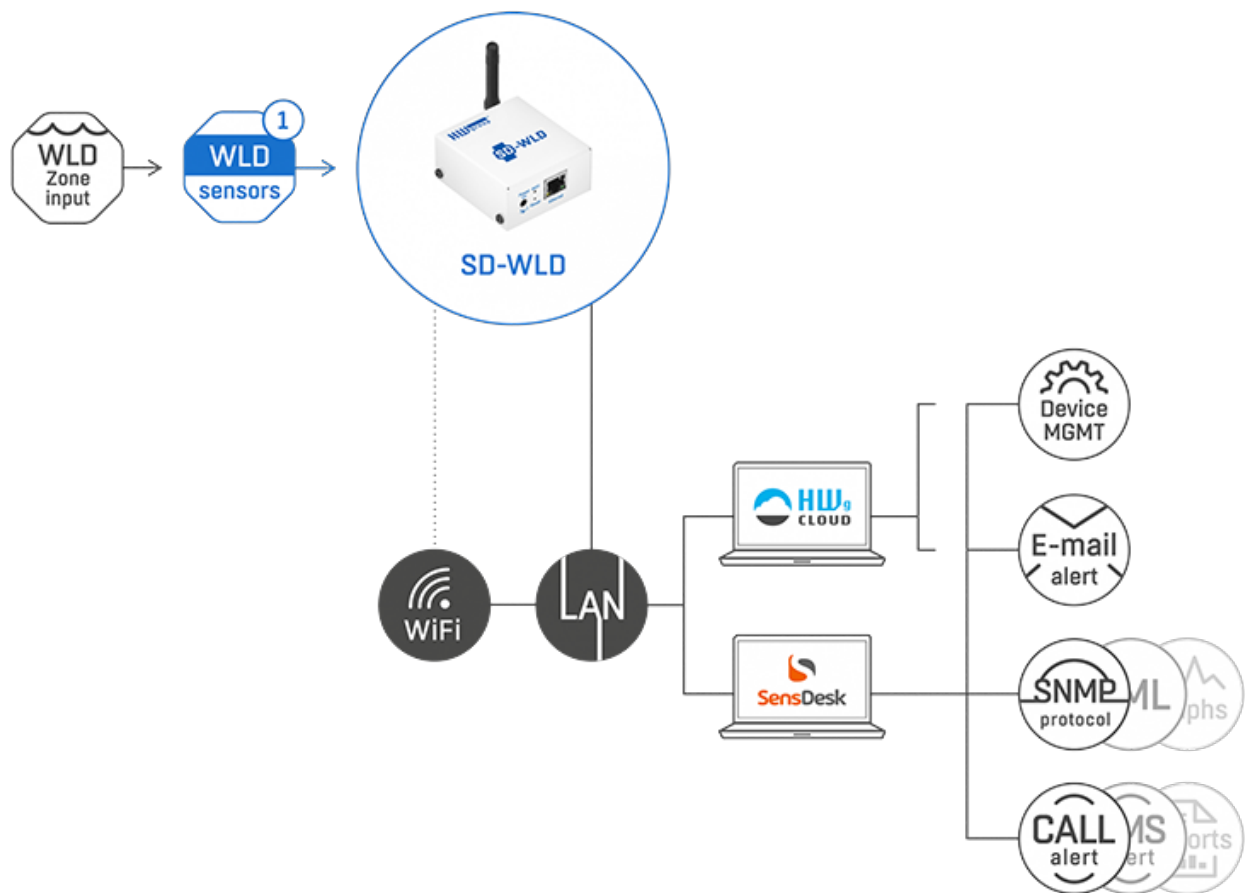 1
WLD
Zone
input
WLD
sensors
HW
SD-WLD
SD-WLD
Device
MGMT
HWg
CLOUD
E-mail
alert
WiFi
LAN
SensDesk
SNMP
protocol
CALL
alert